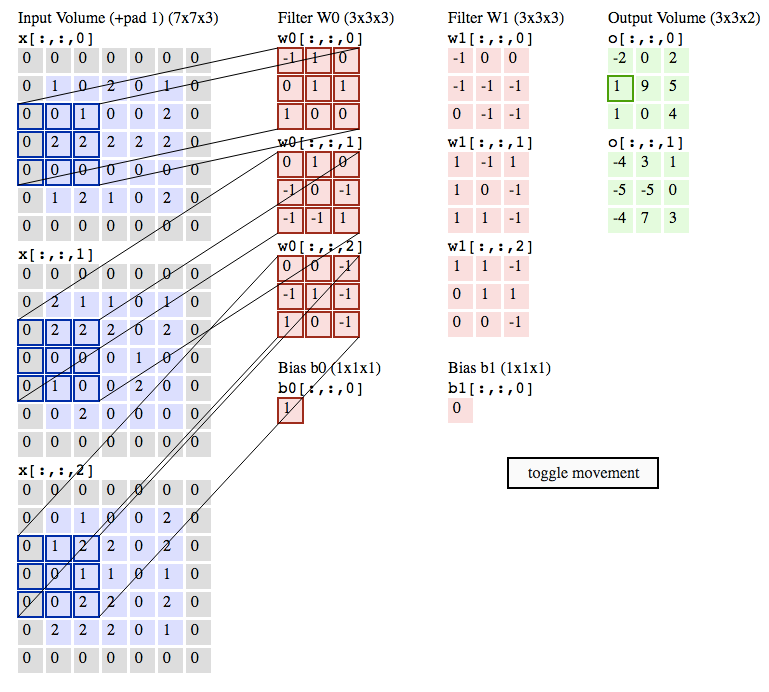 Input Volume (+pad 1) (7x7x3)
x[:,:,0]
0 0 0 0 0 0 0
0 1 0 2 0 1 0
0 0 1 0 0 2 0
0 2 2 2 2 2 0
0 0 0 0 0 0 0
0 1 2 1 0 2 0
0 0 0 0 0 0 0
x[:,:,1]
0 0 0 0 0 0 0
0 2 1 1 0 1 0
0 2 2 2 0 2 0
0 0 0 0 1 0 0
0 1 0 0 2 0 0
0 0 2 0 0 0 0
0 0 0 0 0 0 0
x[:,:,2]
0 0 0 0 0 0 0
0 0 1 0 0 2 0
0 1 2 2 0 2 0
0 0 1 1 0 1 0
0 0 2 2 0 2 0
0 2 2 2 0 1 0
0 0 0 0 0 0 0
Filter W0 (3x3x3)
w0[:,:,0]
-1 1 0
0 1 1
1 0 0
w0[:,:,1]
0 1 0
-1 0 -1
-1 -1 1
w0[:,:,2]
0 0 -1
-1 1 -1
1 0 -1
Bias b0 (1x1x1)
b0[:,:,0]
1
Filter W1 (3x3x3)
w1[:,:,0]
-1 0 0
-1 -1 -1
0 -1 -1
w1[:,:,1]
1 -1 1
1 0 -1
1 1 -1
w1[:,:,2]
1 1 -1
0 1 1
0 0 -1
Bias b1 (1x1x1)
b1[:,:,0]
0
Output Volume (3x3x2)
o[:,:,0]
-2 0 2
1 9 5
1 0 4
o[:,:,1]
-4 3 1
-5 -5 0
-4 7 3
toggle movement